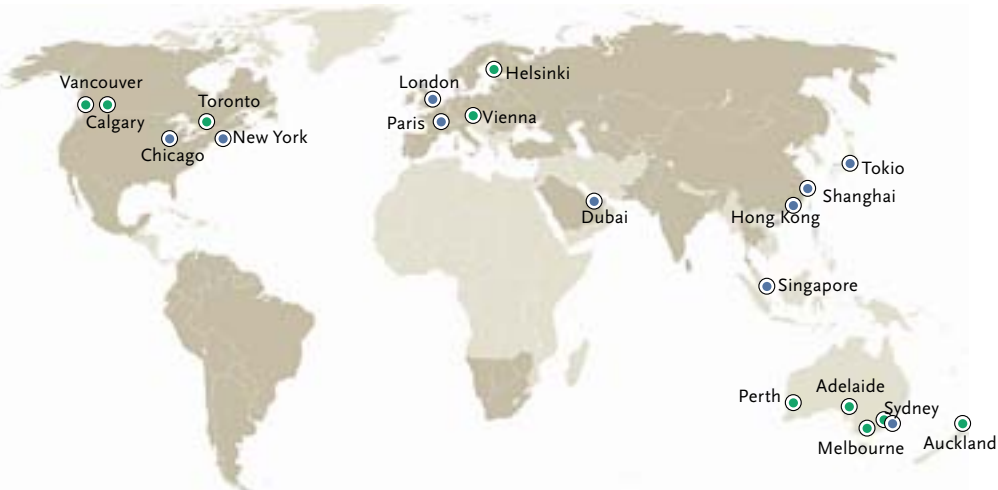 Vancouver
Calgary
Toronto
Chicago
New York
London
Helsinki
Paris
Vienna
Dubai
Tokio
Shanghai
Hong Kong
Singapore
Perth
Adelaide
Sydney
Melbourne
Auckland